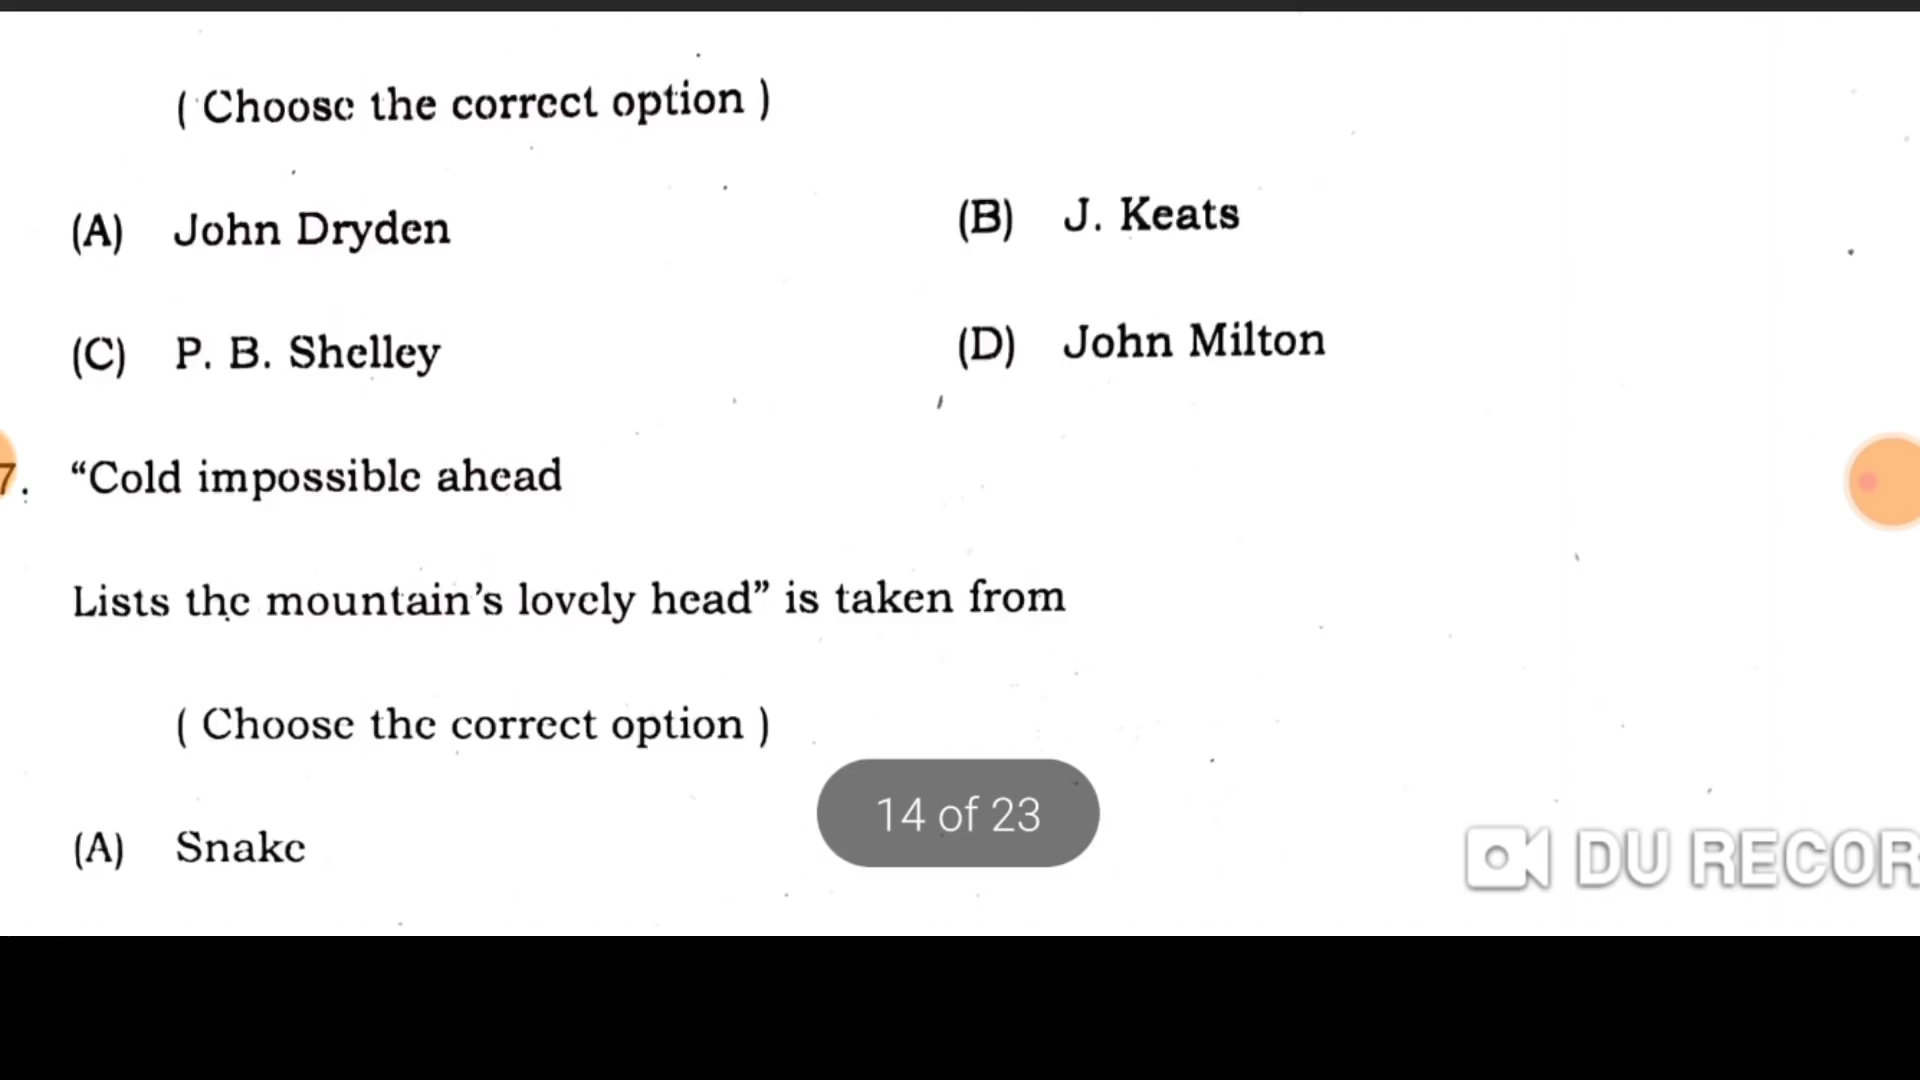 ( Choose the correct option )
(A) John Dryden
(B) J. Keats
(C) P. B. Shelley
(D) John Milton
7. “Cold impossible ahead
Lists the mountain’s lovely head” is taken from
( Choose the correct option )
14 of 23
(A) Snake
DU RECOR